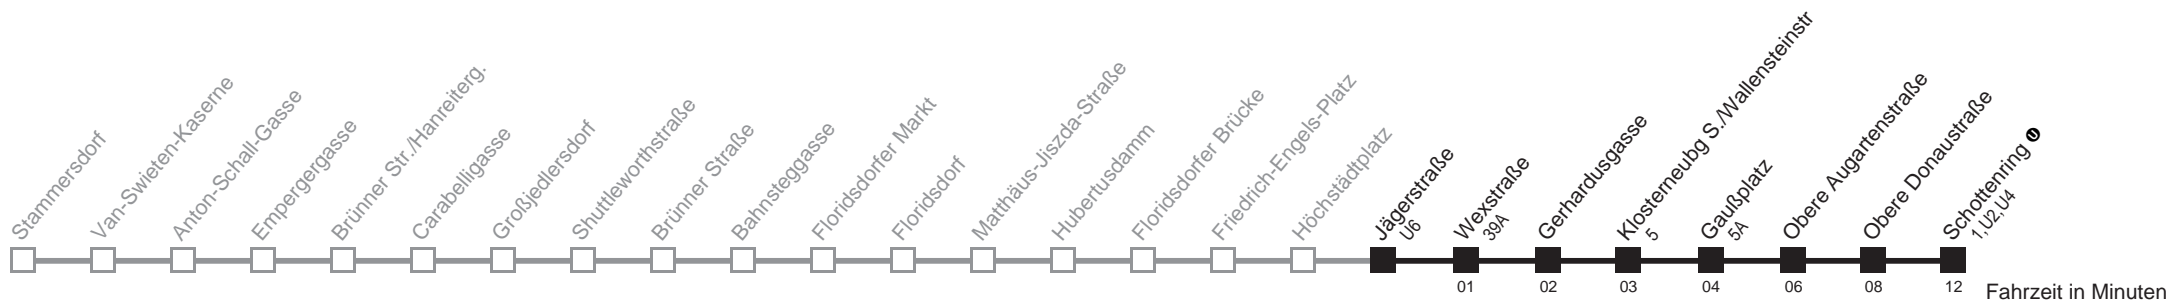 Stammersdorf
Van-Swieten-Kaserne
Anton-Schall-Gasse
Empergergasse
Brünner Str./Hanreiterg.
Carabelligasse
Großjedlersdorf
Shuttleworthstraße
Brünner Straße
Bahnsteggasse
Floridsdorfer Markt
Floridsdorf
Matthäus-Jiszda-Straße
Hubertusdamm
Floridsdorfer Brücke
Friedrich-Engels-Platz
Höchstädtplatz
Jägerstraße
U6
Wexstraße
39A
Gerhardusgasse
Klosterneubg S./Wallensteinstr
5
Gaußplatz
5A
Obere Augartenstraße
Obere Donaustraße
Schottenring U
1,U2,U4
01 02 03 04 06 08 12
Fahrzeit in Minuten